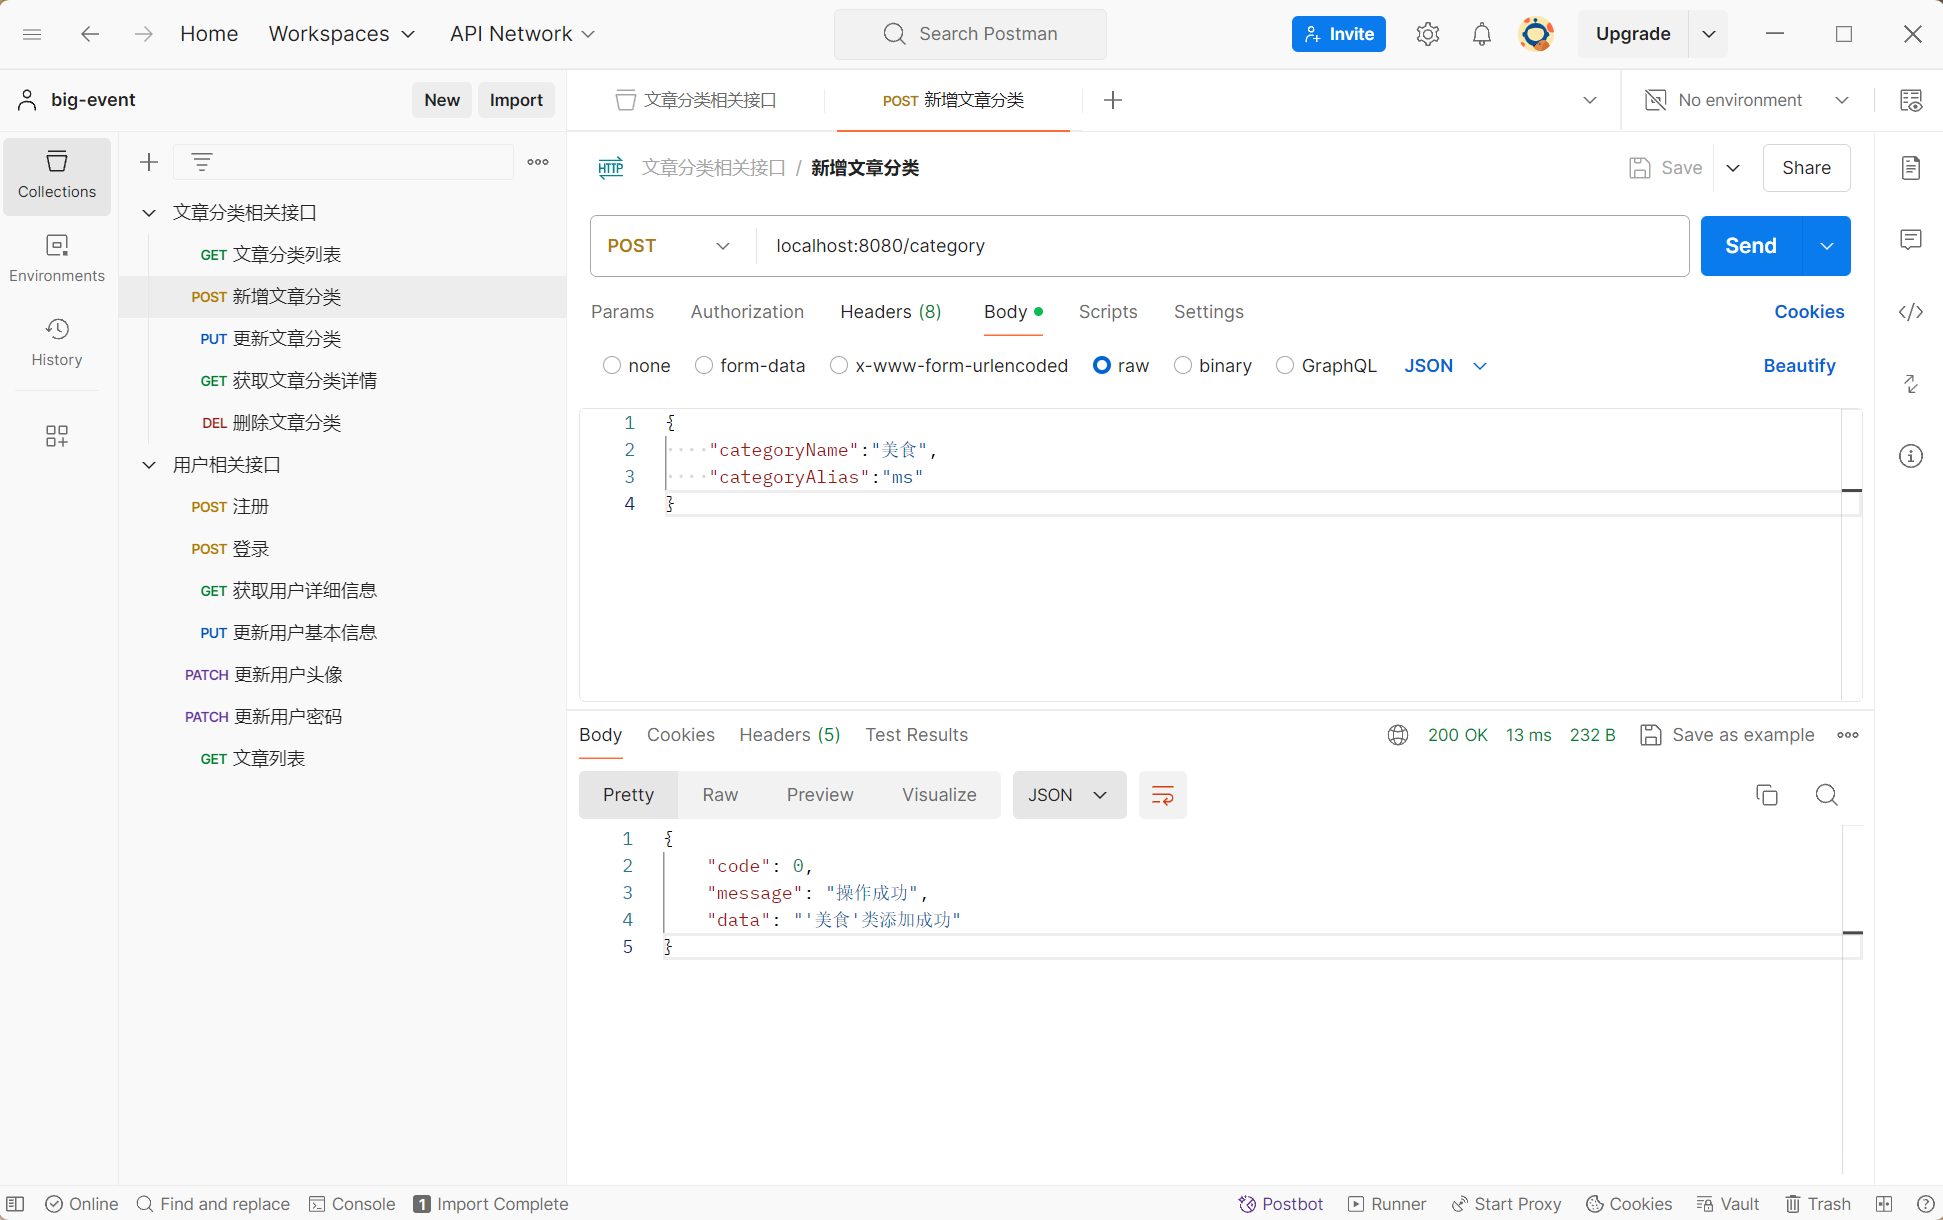 Home Workspaces API Network Search Postman Invite Upgrade
big-event New Import 文章分类相关接口 POST 新增文章分类 No environment
Collections
Environments
History
文章分类相关接口
GET 文章分类列表
POST 新增文章分类
PUT 更新文章分类
GET 获取文章分类详情
DEL 删除文章分类
用户相关接口
POST 注册
POST 登录
GET 获取用户详细信息
PUT 更新用户基本信息
PATCH 更新用户头像
PATCH 更新用户密码
GET 文章列表
HTTP 文章分类相关接口 / 新增文章分类 Save Share
POST localhost:8080/category Send
Params Authorization Headers (8) Body Scripts Settings Cookies
none form-data x-www-form-urlencoded raw binary GraphQL JSON Beautify
1 {
2 "categoryName":"美食",
3 "categoryAlias":"ms"
4 }
Body Cookies Headers (5) Test Results 200 OK 13 ms 232 B Save as example
Pretty Raw Preview Visualize JSON
1 {
2 "code": 0,
3 "message": "操作成功",
4 "data": "'美食'类添加成功"
5 }
Online Find and replace Console 1 Import Complete Postbot Runner Start Proxy Cookies Vault Trash